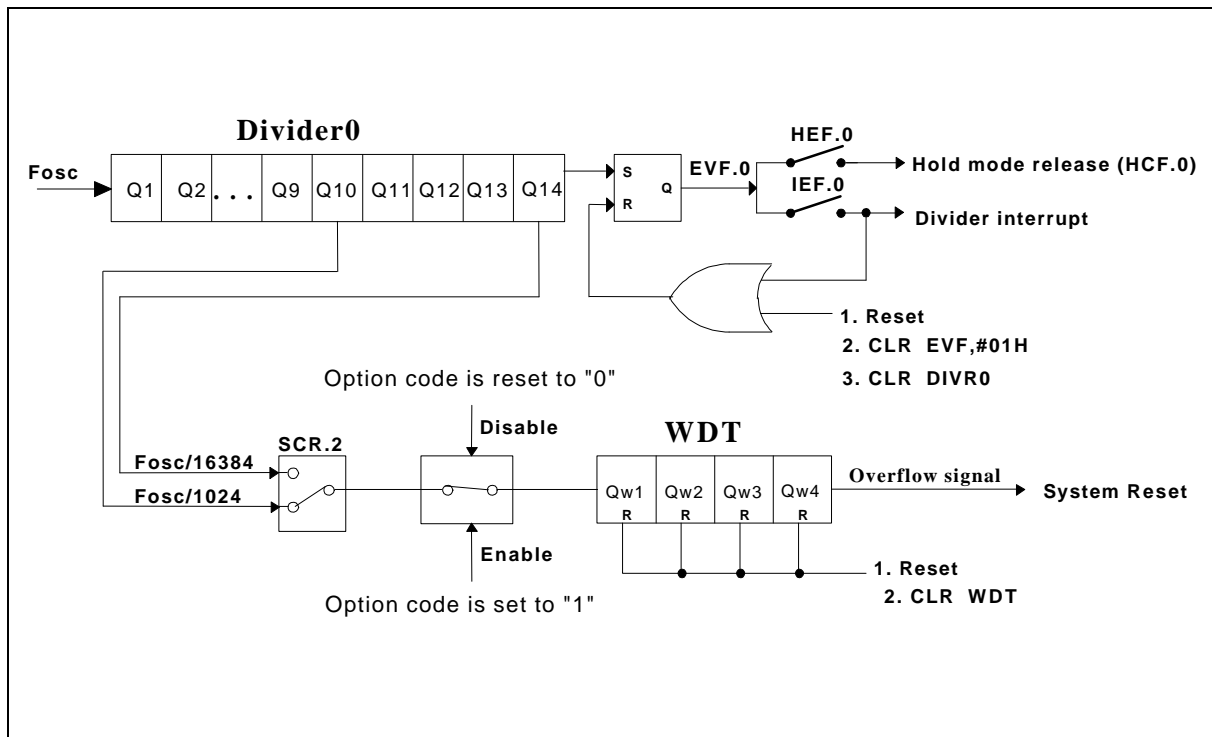 Divider0
Fosc
Q1 Q2 ... Q9 Q10 Q11 Q12 Q13 Q14
S
R
Q
EVF.0
HEF.0
IEF.0
Hold mode release (HCF.0)
Divider interrupt
1. Reset
2. CLR EVF,#01H
3. CLR DIVR0
Option code is reset to "0"
Disable
SCR.2
Fosc/16384
Fosc/1024
Enable
Option code is set to "1"
WDT
Qw1 Qw2 Qw3 Qw4
R R R R
Overflow signal
System Reset
1. Reset
2. CLR WDT